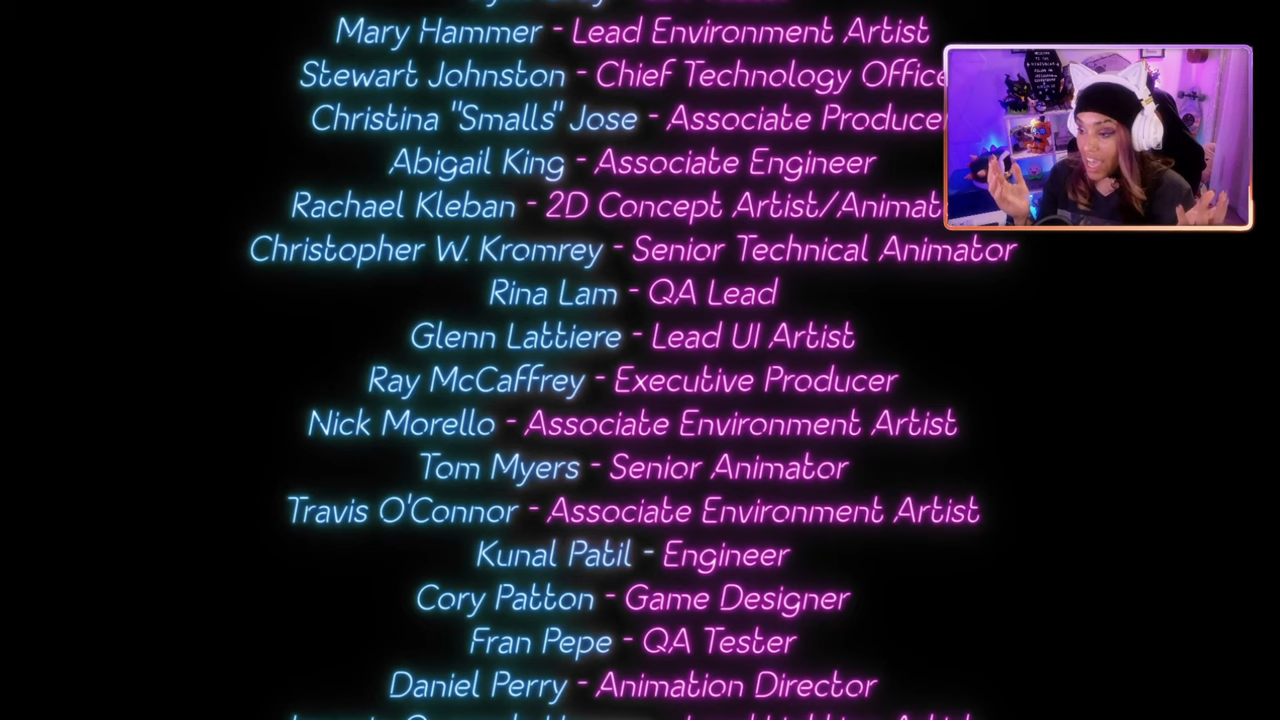 Mary Hammer - Lead Environment Artist
Stewart Johnston - Chief Technology Office
Christina "Smalls" Jose - Associate Produce
Abigail King - Associate Engineer
Rachael Kleban - 2D Concept Artist/Animat
Christopher W. Kromrey - Senior Technical Animator
Rina Lam - QA Lead
Glenn Lattiere - Lead UI Artist
Ray McCaffrey - Executive Producer
Nick Morello - Associate Environment Artist
Tom Myers - Senior Animator
Travis O'Connor - Associate Environment Artist
Kunal Patil - Engineer
Cory Patton - Game Designer
Fran Pepe - QA Tester
Daniel Perry - Animation Director